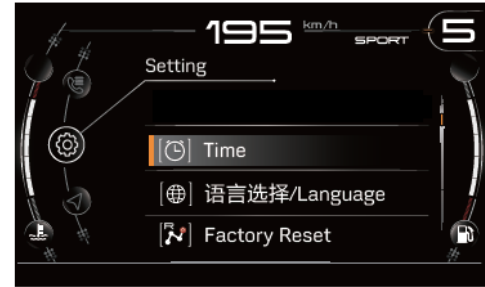 195 km/h SPORT 5
Setting
Time
语言选择/Language
Factory Reset